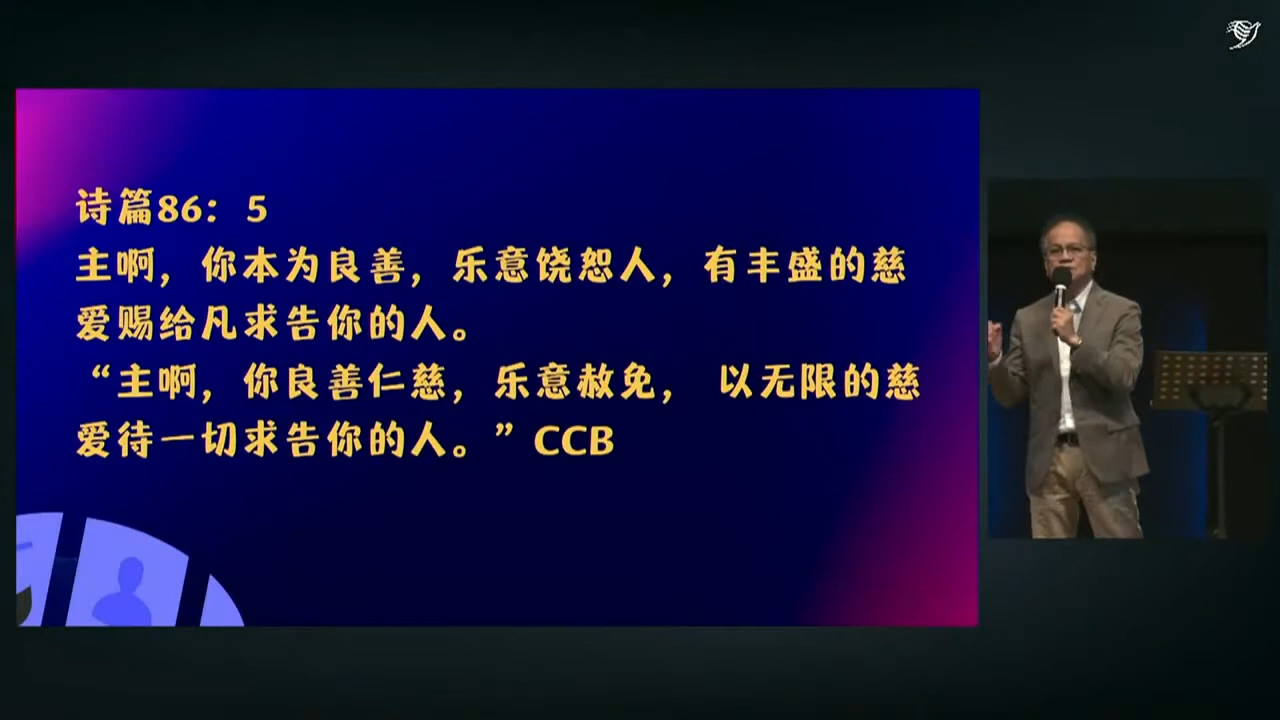 诗篇86：5
主啊，你本为良善，乐意饶恕人，有丰盛的慈
爱赐给凡求告你的人。
“主啊，你良善仁慈，乐意赦免， 以无限的慈
爱待一切求告你的人。”CCB